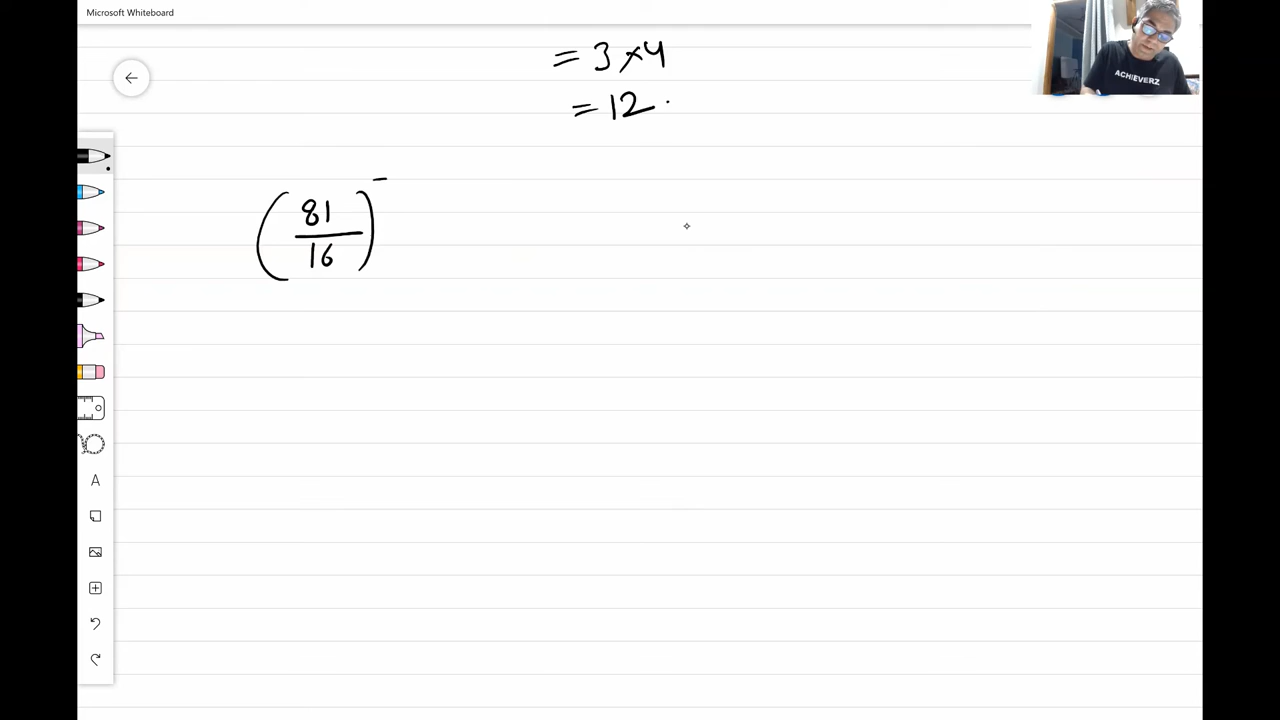 Microsoft Whiteboard
= 3 × 4
= 12.
(81/16)^-
ACHIEVERZ
A